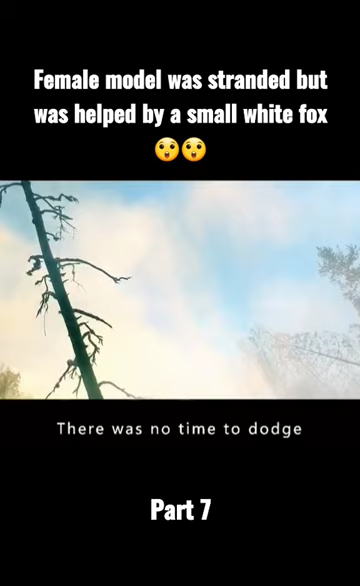 Female model was stranded but
was helped by a small white fox
😲😲
There was no time to dodge
Part 7